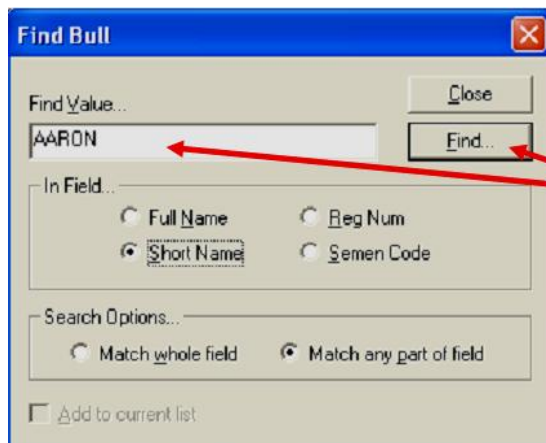 Find Bull
Find Value...
Close
AARON
Find...
In Field...
Full Name
Reg Num
Short Name
Semen Code
Search Options...
Match whole field
Match any part of field
Add to current list